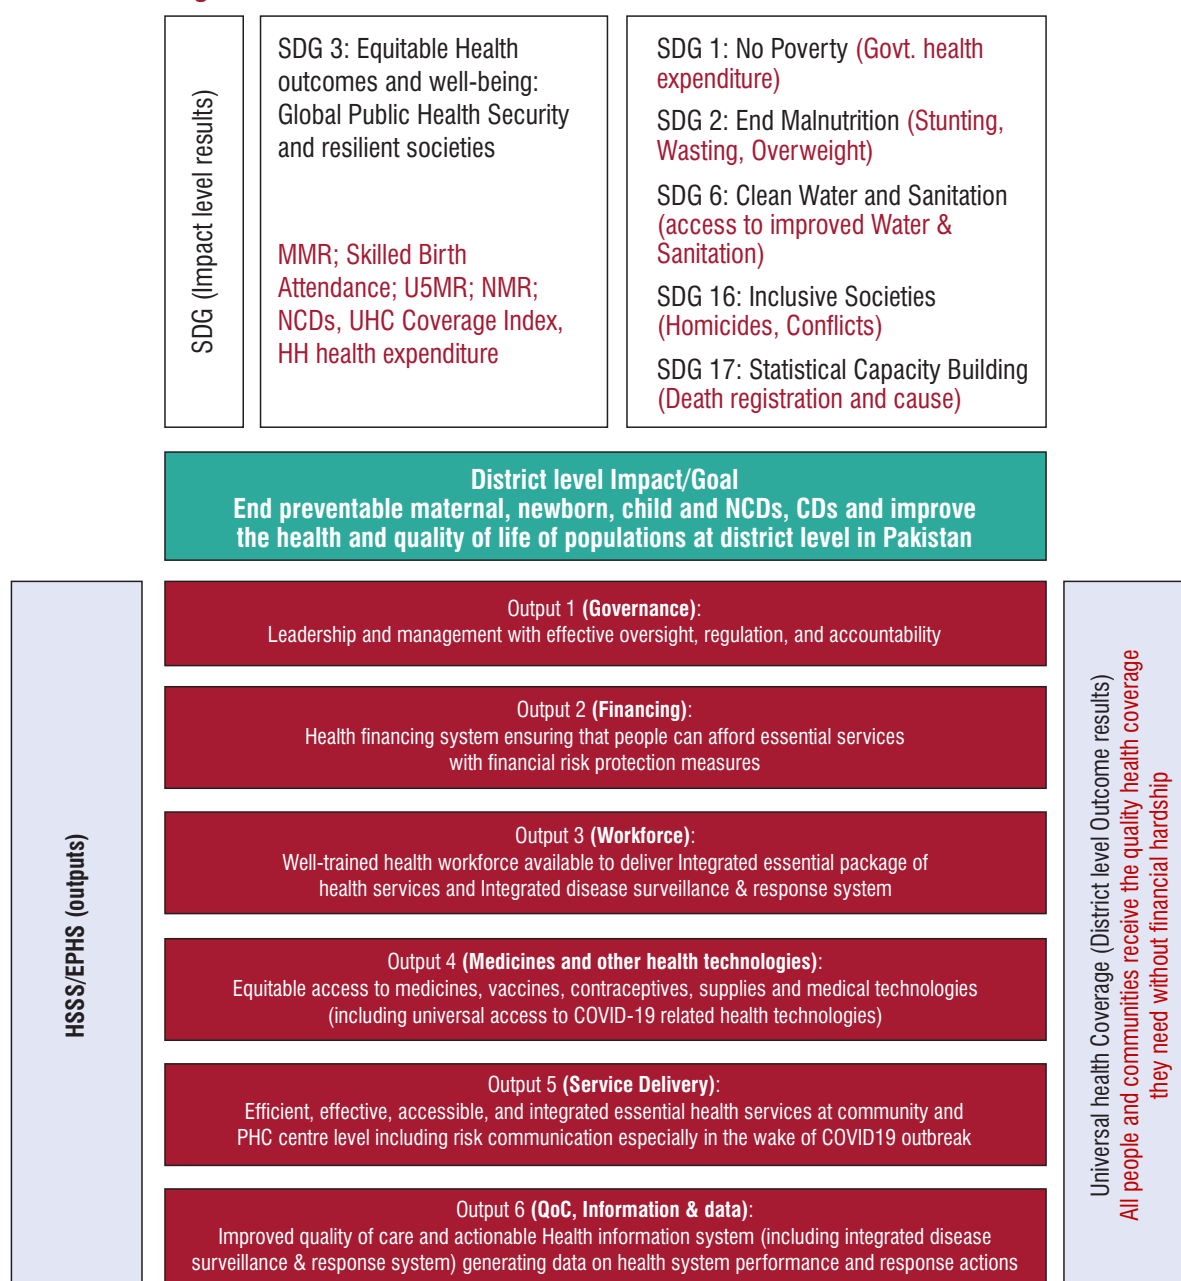 SDG (Impact level results)
SDG 3: Equitable Health
outcomes and well-being:
Global Public Health Security
and resilient societies
MMR; Skilled Birth
Attendance; U5MR; NMR;
NCDs, UHC Coverage Index,
HH health expenditure
SDG 1: No Poverty (Govt. health
expenditure)
SDG 2: End Malnutrition (Stunting,
Wasting, Overweight)
SDG 6: Clean Water and Sanitation
(access to improved Water &
Sanitation)
SDG 16: Inclusive Societies
(Homicides, Conflicts)
SDG 17: Statistical Capacity Building
(Death registration and cause)
District level Impact/Goal
End preventable maternal, newborn, child and NCDs, CDs and improve
the health and quality of life of populations at district level in Pakistan
HSSS/EPHS (outputs)
Output 1 (Governance):
Leadership and management with effective oversight, regulation, and accountability
Output 2 (Financing):
Health financing system ensuring that people can afford essential services
with financial risk protection measures
Output 3 (Workforce):
Well-trained health workforce available to deliver Integrated essential package of
health services and Integrated disease surveillance & response system
Output 4 (Medicines and other health technologies):
Equitable access to medicines, vaccines, contraceptives, supplies and medical technologies
(including universal access to COVID-19 related health technologies)
Output 5 (Service Delivery):
Efficient, effective, accessible, and integrated essential health services at community and
PHC centre level including risk communication especially in the wake of COVID19 outbreak
Output 6 (QoC, Information & data):
Improved quality of care and actionable Health information system (including integrated disease
surveillance & response system) generating data on health system performance and response actions
Universal health Coverage (District level Outcome results)
All people and communities receive the quality health coverage
they need without financial hardship